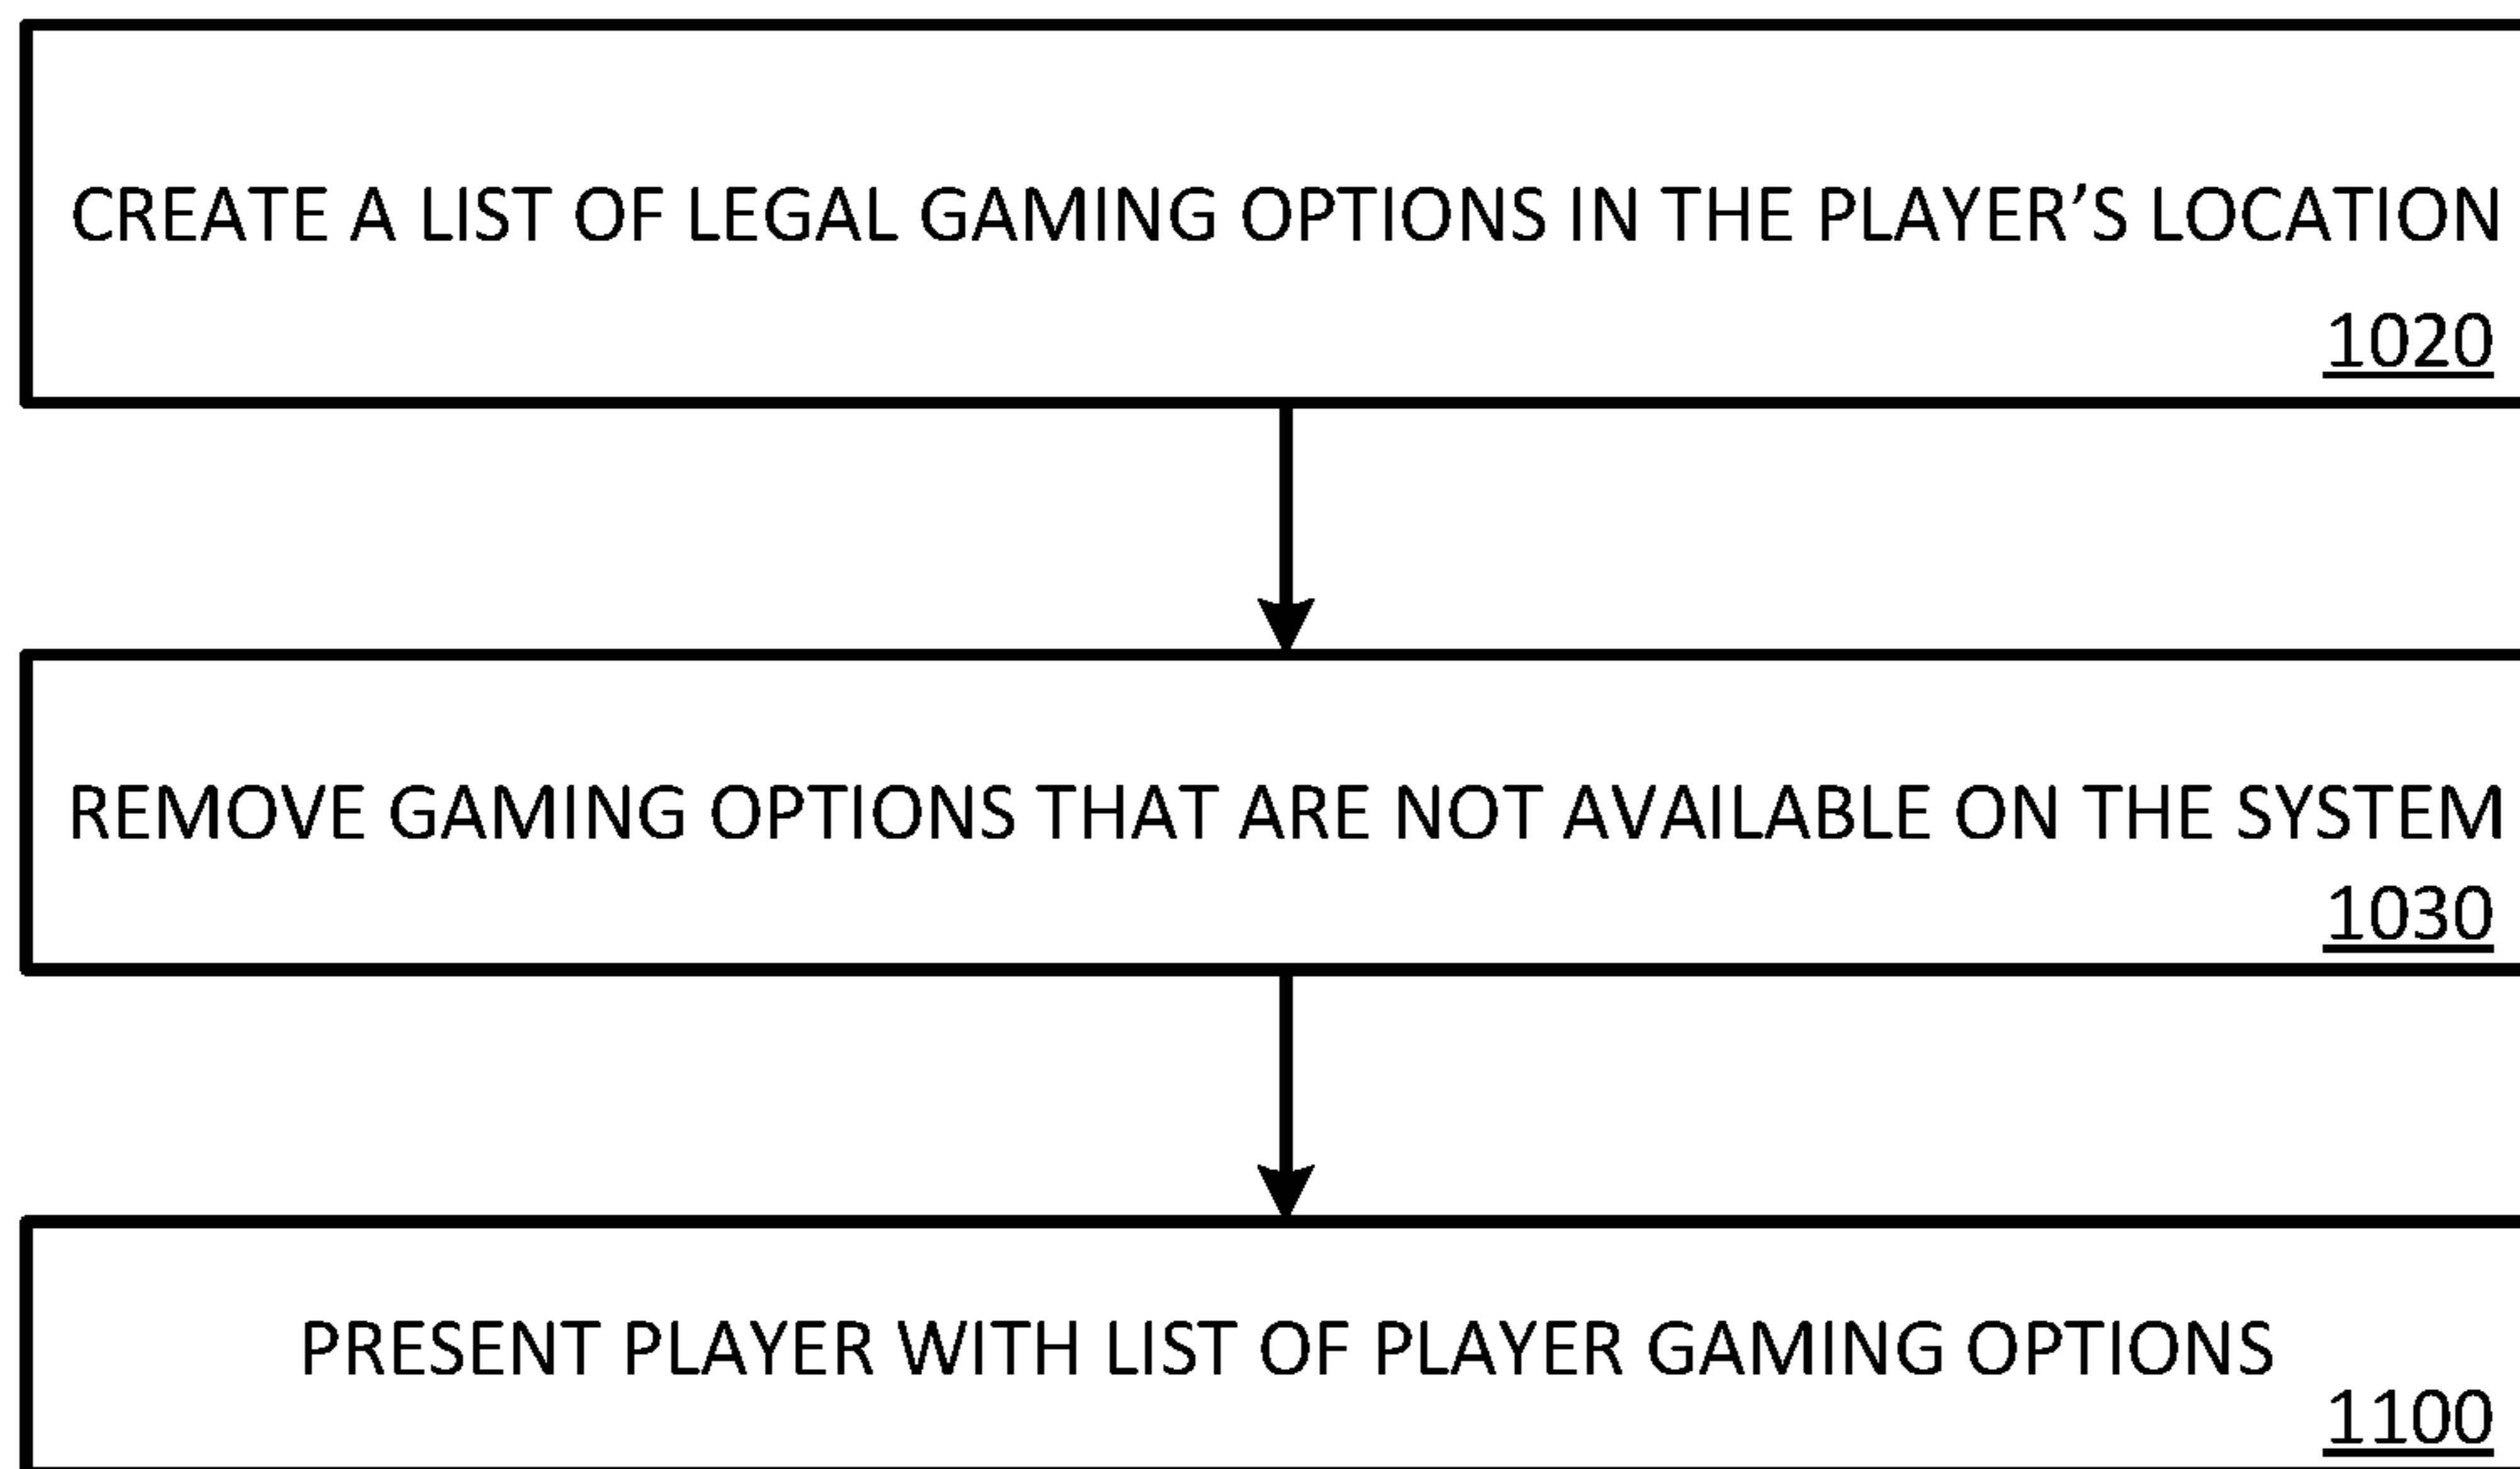 CREATE A LIST OF LEGAL GAMING OPTIONS IN THE PLAYER’S LOCATION
1020
REMOVE GAMING OPTIONS THAT ARE NOT AVAILABLE ON THE SYSTEM
1030
PRESENT PLAYER WITH LIST OF PLAYER GAMING OPTIONS
1100